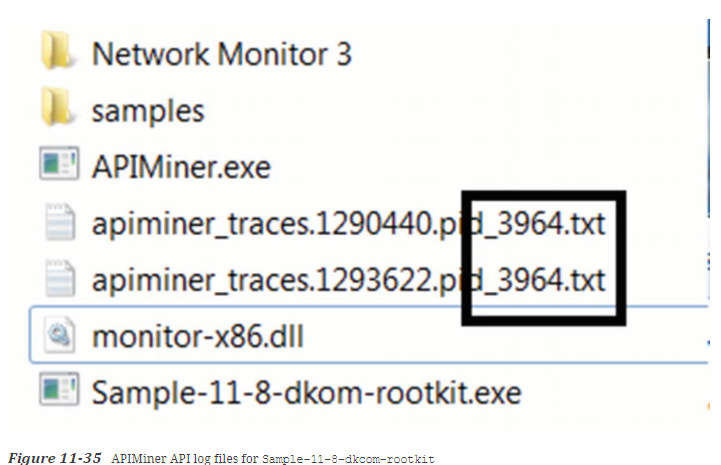 Network Monitor 3
samples
APIMiner.exe
apiminer_traces.1290440.pid_3964.txt
apiminer_traces.1293622.pid_3964.txt
monitor-x86.dll
Sample-11-8-dkom-rootkit.exe
Figure 11-35 APIMiner API log files for Sample-11-8-dkcom-rootkit